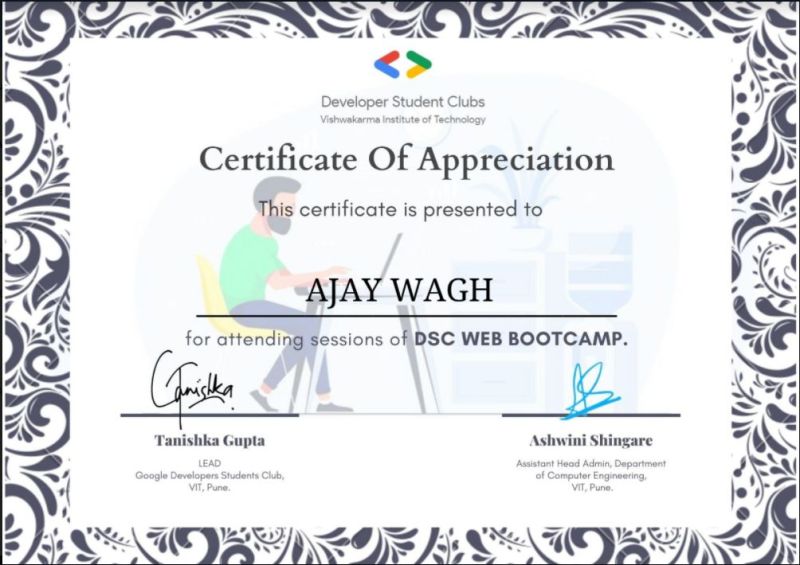 Developer Student Clubs
Vishwakarma Institute of Technology
Certificate Of Appreciation
This certificate is presented to
AJAY WAGH
for attending sessions of DSC WEB BOOTCAMP.
Tanishka
Tanishka Gupta
LEAD
Google Developers Students Club,
VIT, Pune.
Ashwini Shingare
Assistant Head Admin, Department
of Computer Engineering,
VIT, Pune.